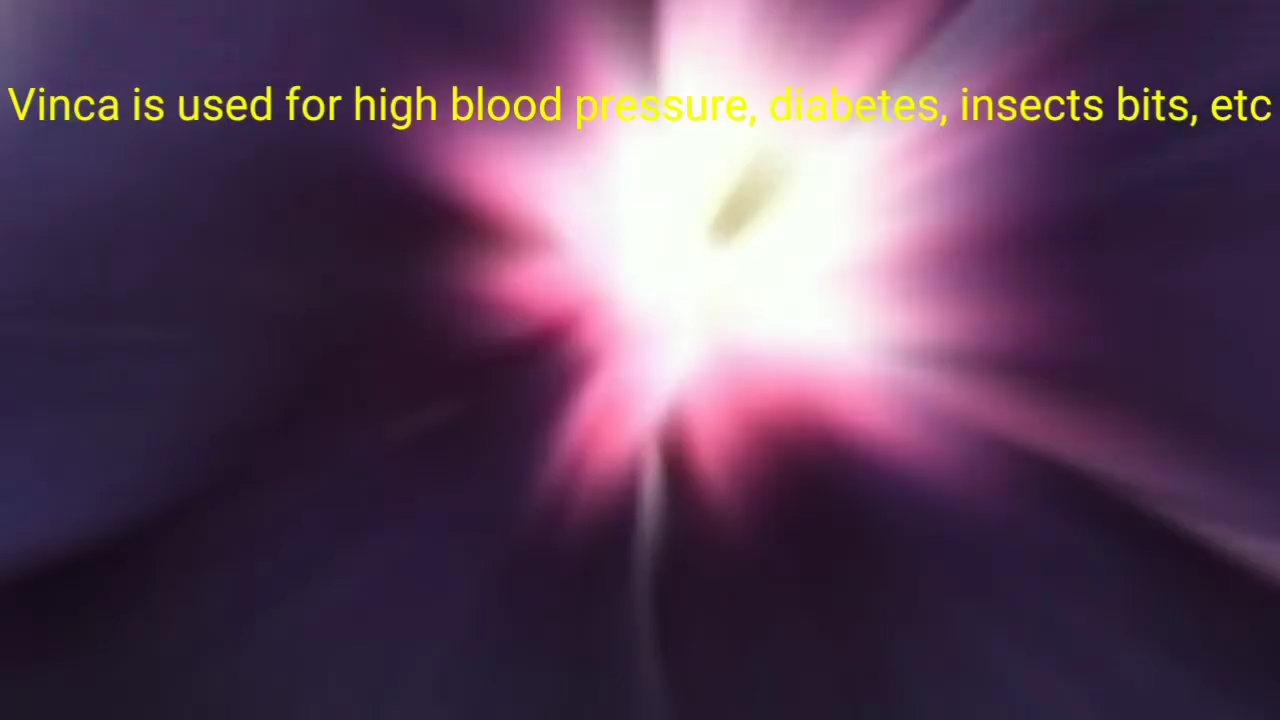 Vinca is used for high blood pressure, diabetes, insects bits, etc